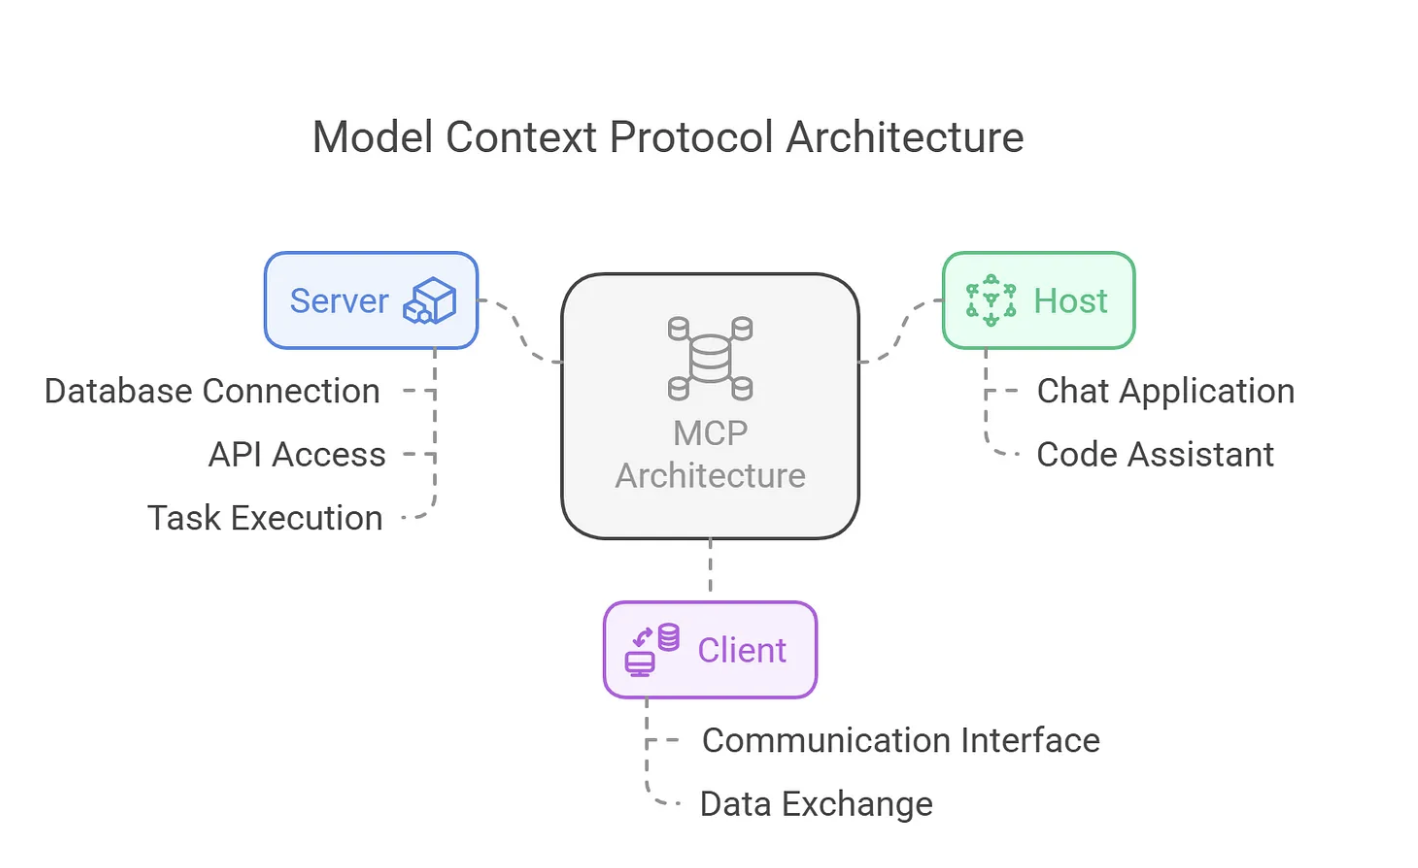 Model Context Protocol Architecture
Server
Database Connection
API Access
Task Execution
MCP
Architecture
Host
Chat Application
Code Assistant
Client
Communication Interface
Data Exchange